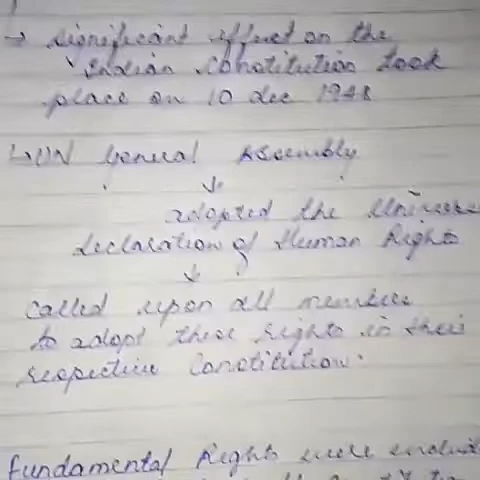 → significant effect on the
Indian Constitution took
place on 10 dec 1948
↳ UN General Assembly
↓
adopted the
declaration of Human Rights
↓
called upon all members
to adopt these rights in their
respective Constitution.
fundamental Rights were